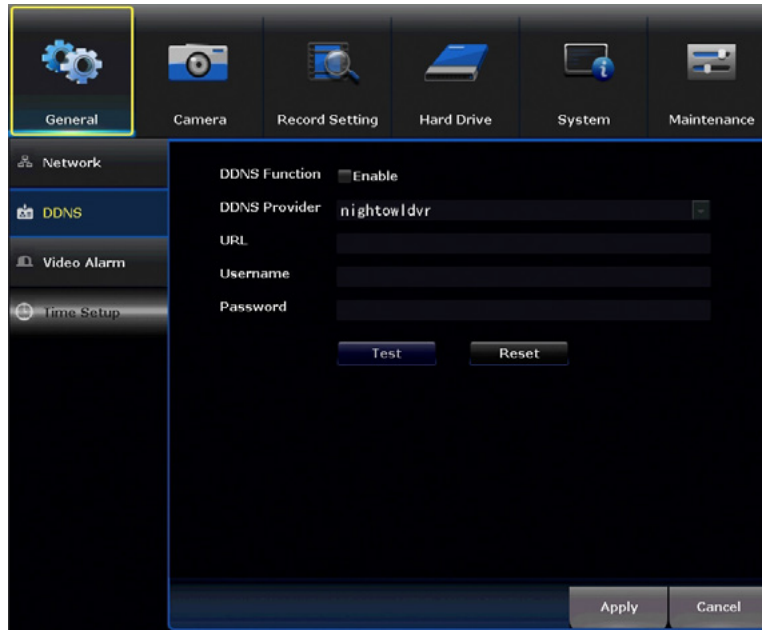 General Camera Record Setting Hard Drive System Maintenance
Network
DDNS
Video Alarm
Time Setup
DDNS Function Enable
DDNS Provider nightowldvr
URL
Username
Password
Test Reset
Apply Cancel